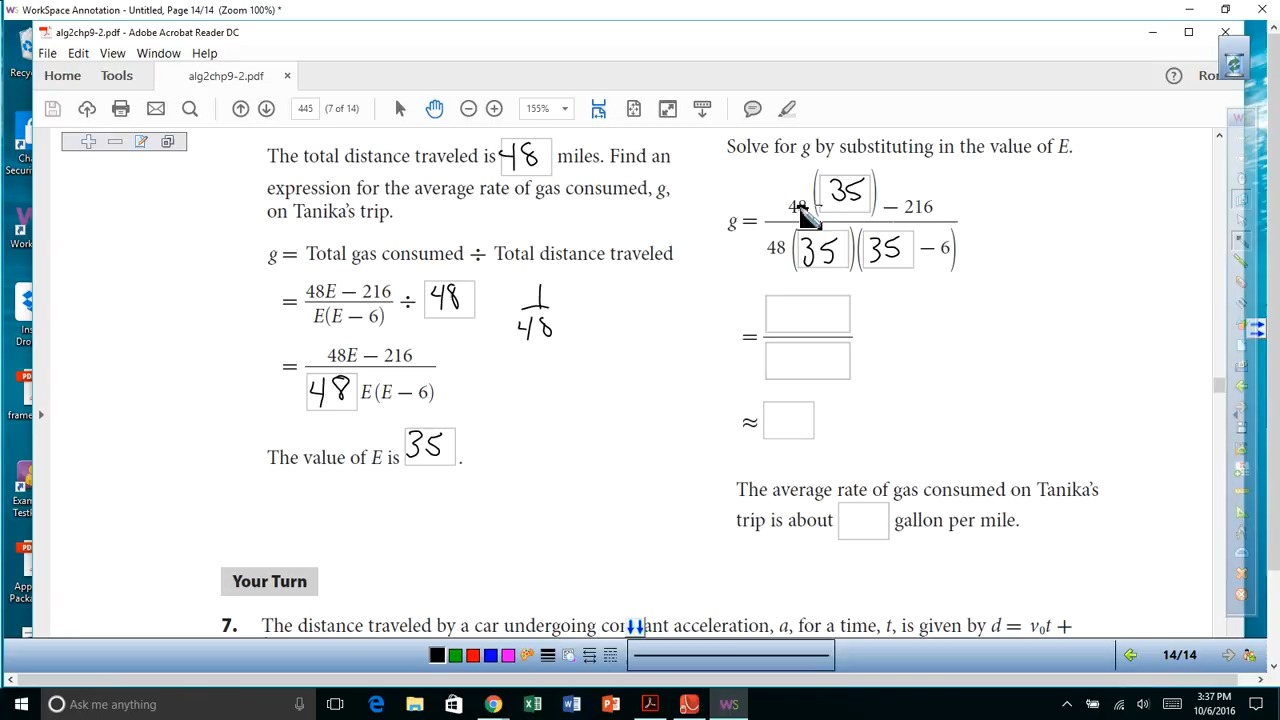 WorkSpace Annotation - Untitled, Page 14/14 (Zoom 100%) *
alg2chp9-2.pdf - Adobe Acrobat Reader DC
File Edit View Window Help
Home Tools alg2chp9-2.pdf × ? Ror
445 (7 of 14) 155%
The total distance traveled is 48 miles. Find an
expression for the average rate of gas consumed, g,
on Tanika's trip.
g = Total gas consumed ÷ Total distance traveled
= 48E − 216 / E(E − 6) ÷ 48
1/48
= 48E − 216 / 48 E(E − 6)
The value of E is 35 .
Solve for g by substituting in the value of E.
g = 48 (35) − 216 / 48 (35)(35 − 6)
=
≈
The average rate of gas consumed on Tanika's
trip is about gallon per mile.
Your Turn
7. The distance traveled by a car undergoing constant acceleration, a, for a time, t, is given by d = v₀t +
14/14
Ask me anything
WS
3:37 PM
10/6/2016